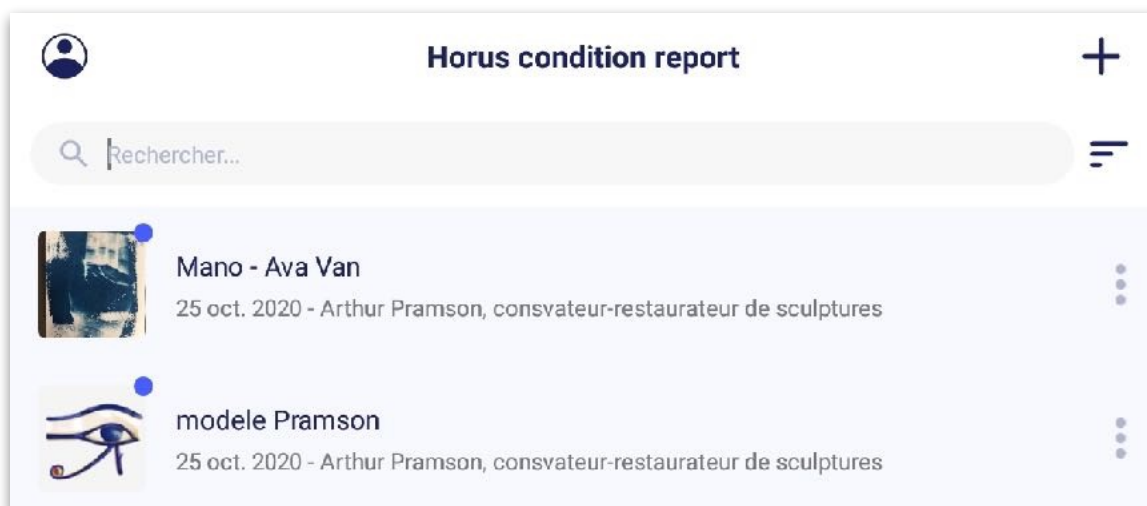 Horus condition report
Rechercher...
Mano - Ava Van
25 oct. 2020 - Arthur Pramson, consvateur-restaurateur de sculptures
modele Pramson
25 oct. 2020 - Arthur Pramson, consvateur-restaurateur de sculptures